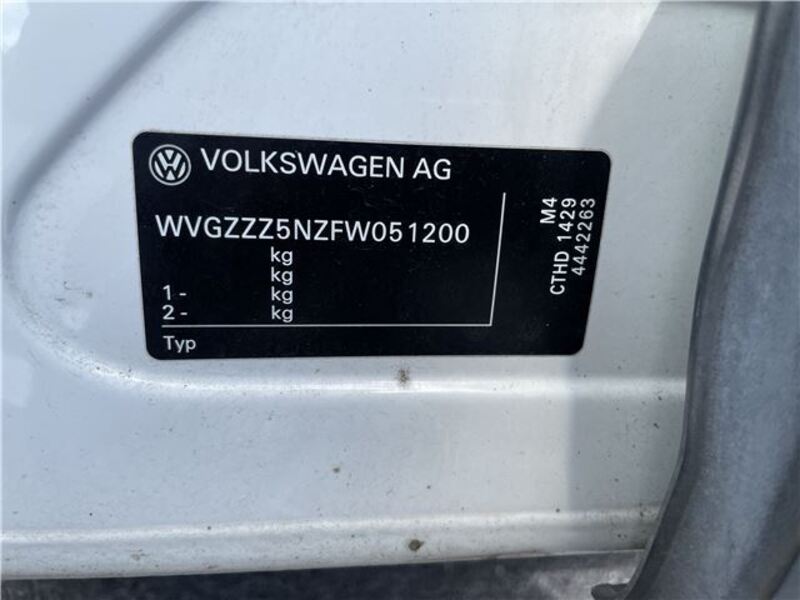 VOLKSWAGEN AG
WVGZZZ5NZFW051200
kg
kg
1 - kg
2 - kg
Typ
M4
CTHD 1429
4442263